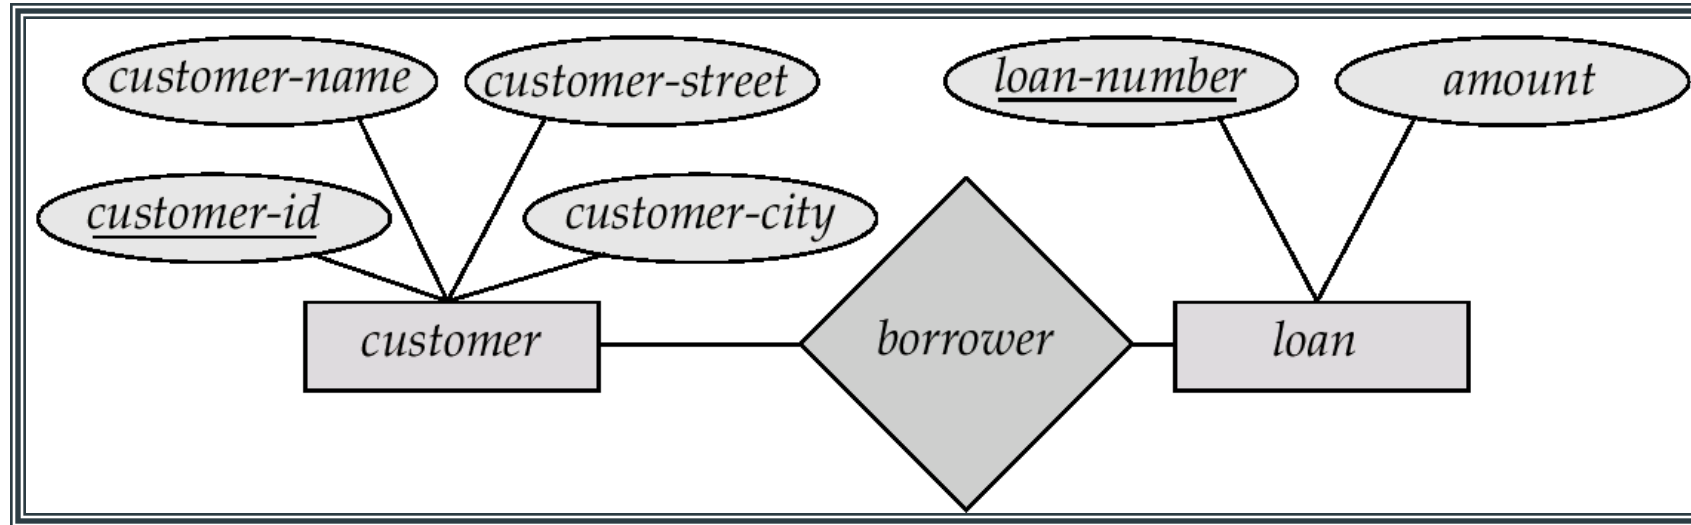 customer-name customer-street loan-number amount
customer-id customer-city
customer borrower loan